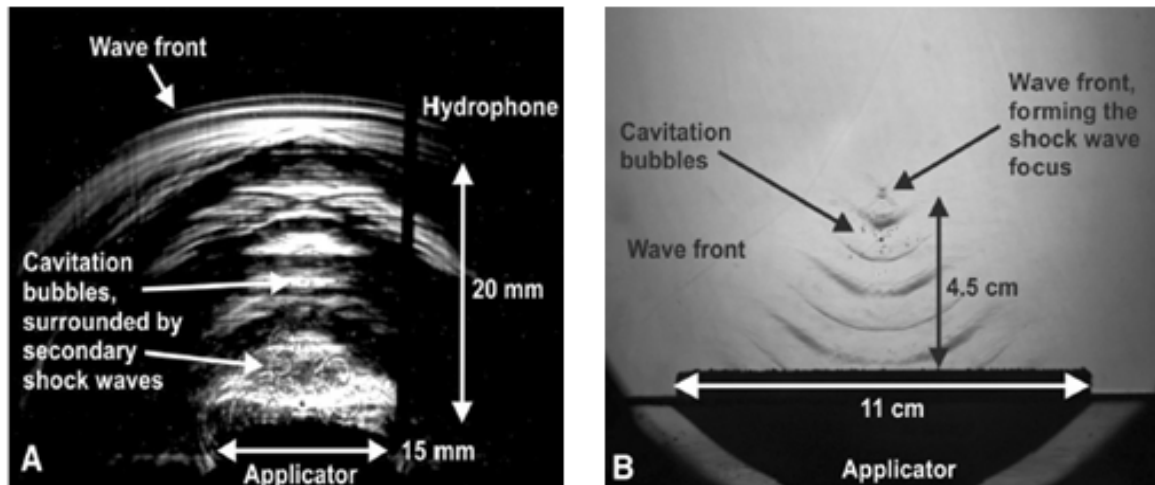 Wave front
Hydrophone
Cavitation
bubbles,
surrounded by
secondary
shock waves
20 mm
15 mm
Applicator
A
B
Wave front,
forming the
shock wave
focus
Cavitation
bubbles
Wave front
4.5 cm
11 cm
Applicator